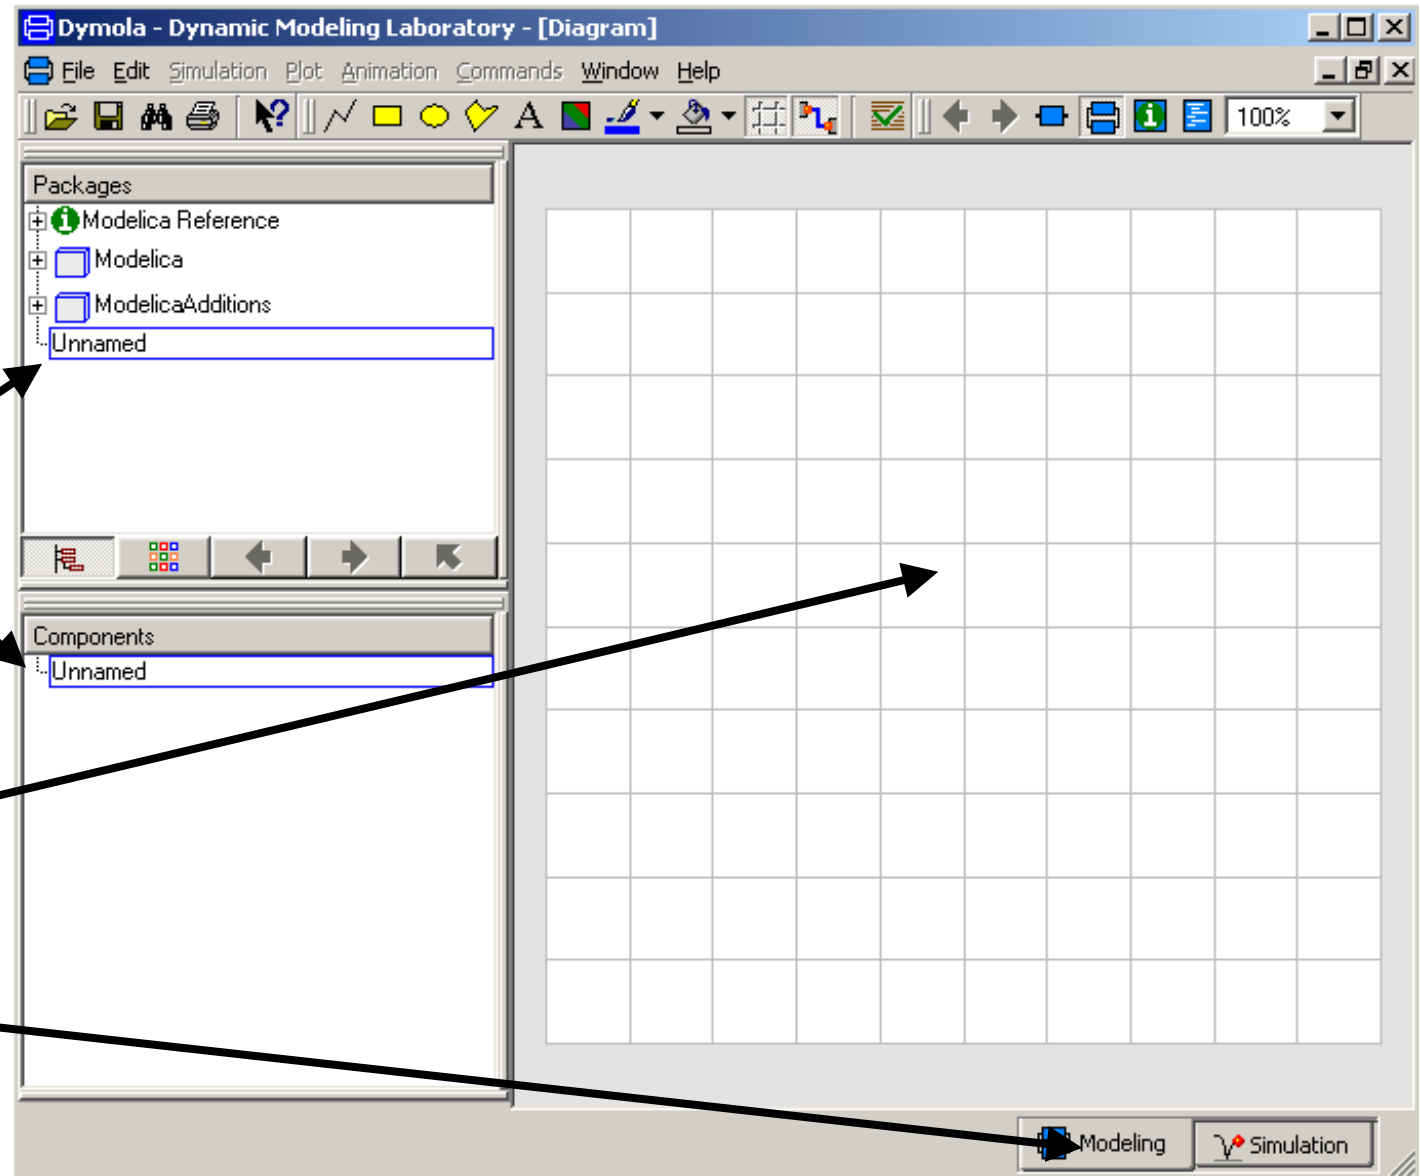 Dymola - Dynamic Modeling Laboratory - [Diagram]
File Edit Simulation Plot Animation Commands Window Help
A 100%
Packages
Modelica Reference
Modelica
ModelicaAdditions
Unnamed
Components
Unnamed
Modeling Simulation